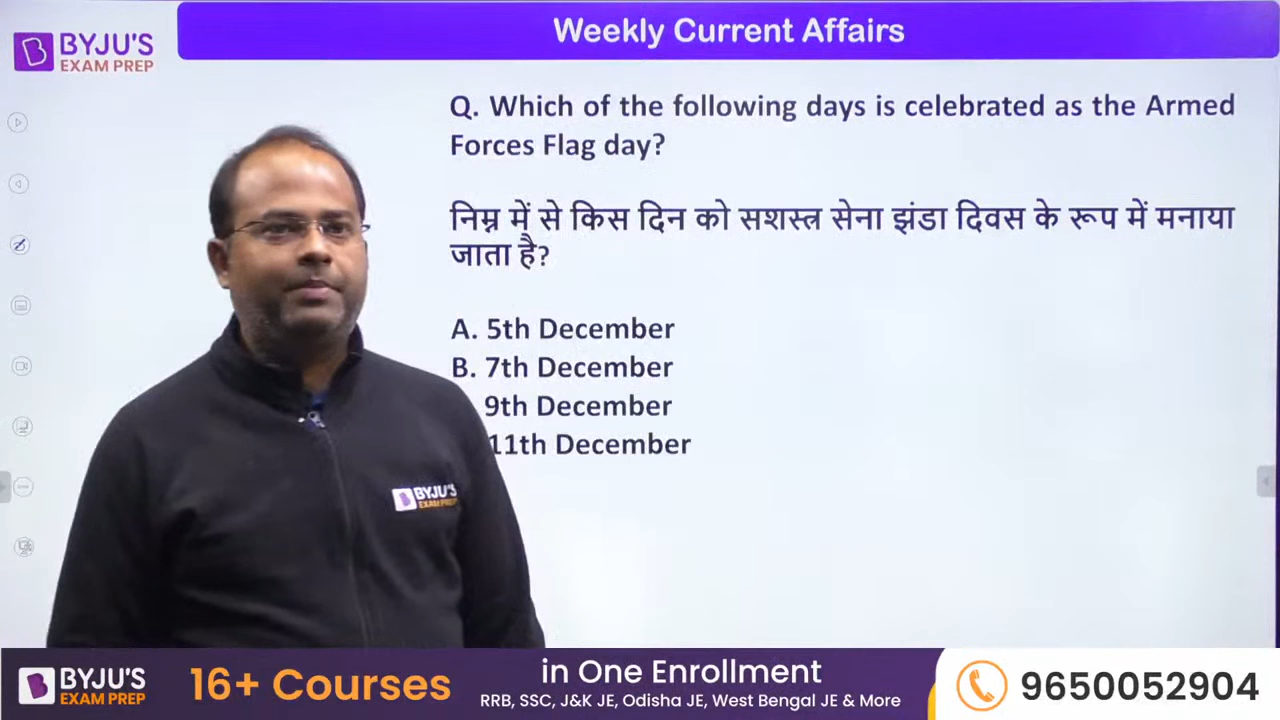 BYJU'S
EXAM PREP
Weekly Current Affairs
Q. Which of the following days is celebrated as the Armed
Forces Flag day?
निम्न में से किस दिन को सशस्त्र सेना झंडा दिवस के रूप में मनाया
जाता है?
A. 5th December
B. 7th December
9th December
11th December
BYJU'S
EXAM PREP
BYJU'S
EXAM PREP
16+ Courses
in One Enrollment
RRB, SSC, J&K JE, Odisha JE, West Bengal JE & More
9650052904